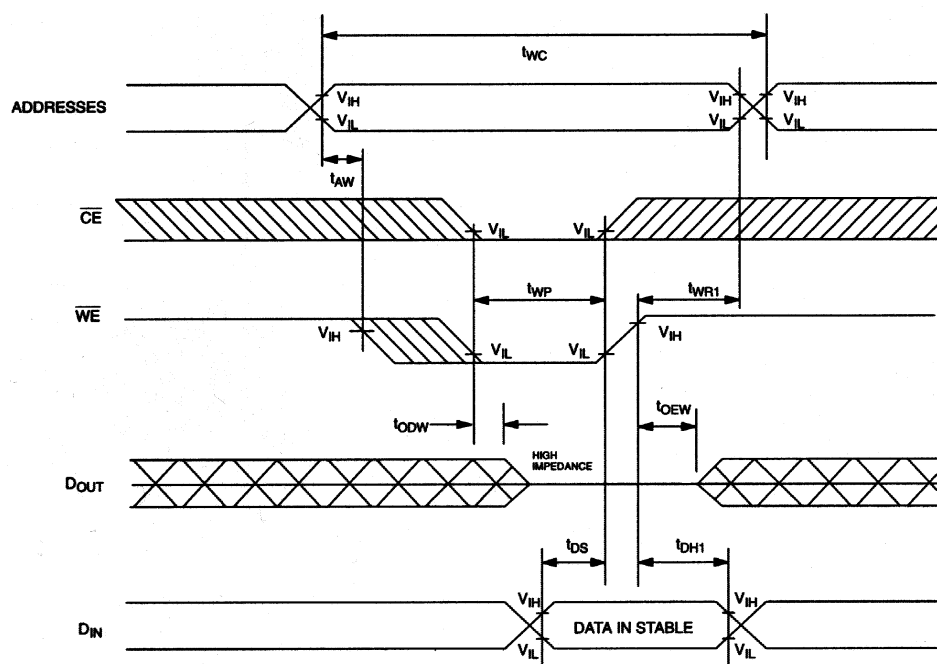 tWC
ADDRESSES
VIH
VIL
VIH
VIL
VIH
VIL
tAW
CE
VIL
VIL
tWP
tWR1
WE
VIH
VIL
VIL
VIH
tODW
tOEW
HIGH
IMPEDANCE
DOUT
tDS
tDH1
VIH
VIH
DIN
DATA IN STABLE
VIL
VIL